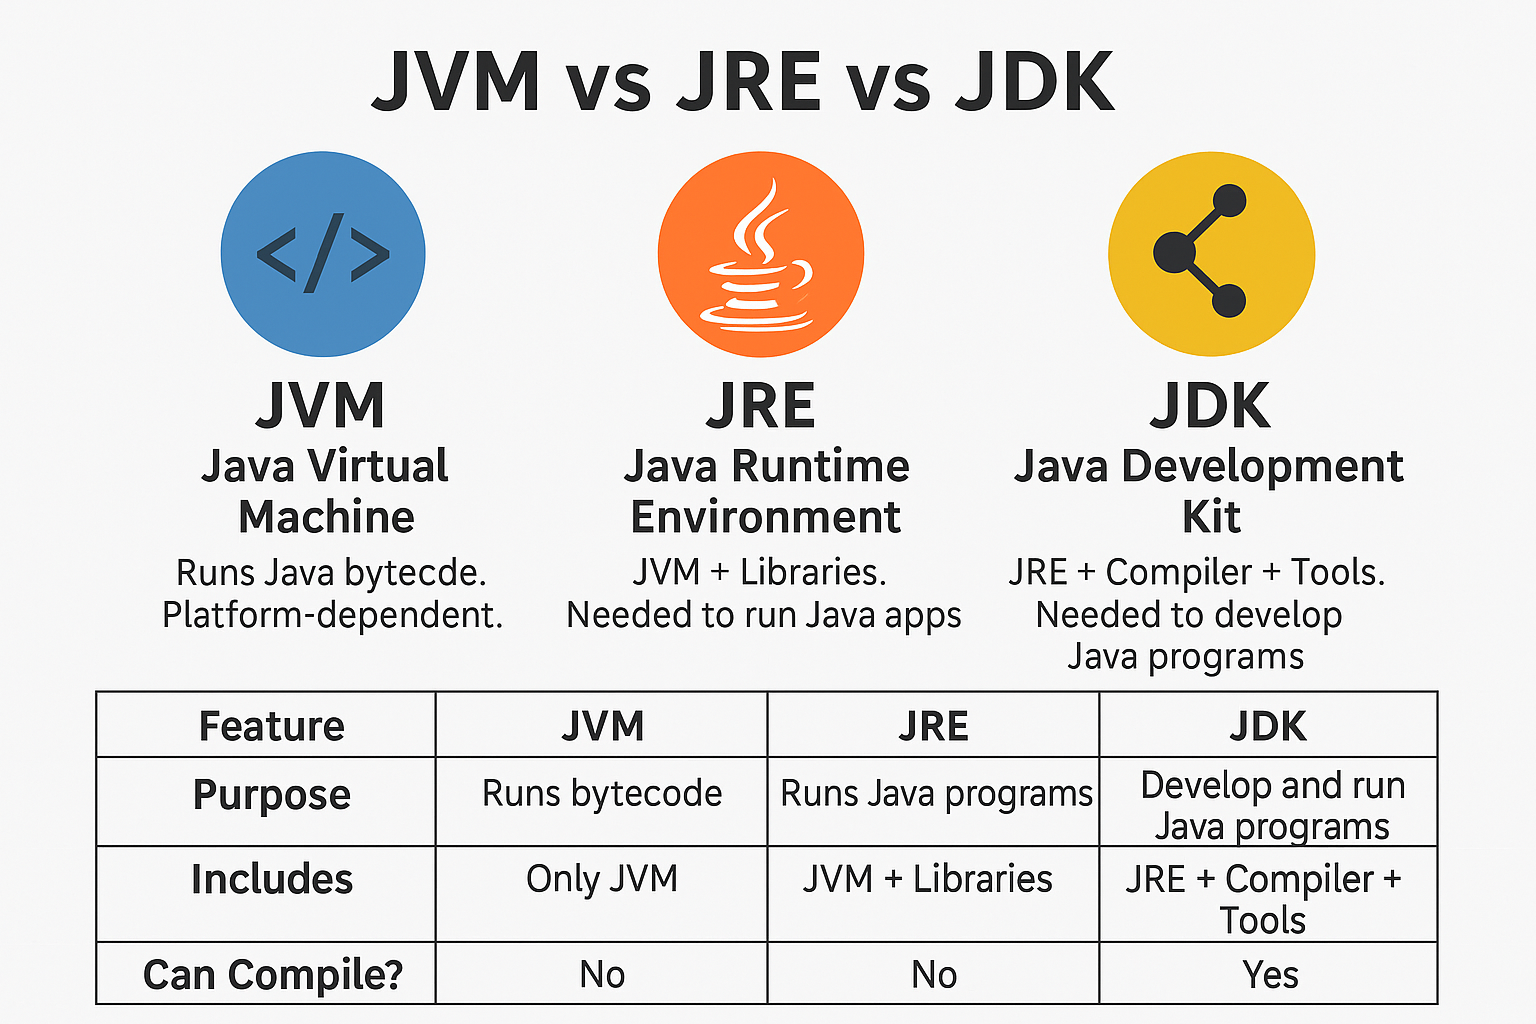 JVM vs JRE vs JDK
</>
JVM
Java Virtual
Machine
Runs Java bytecde.
Platform-dependent.
JRE
Java Runtime
Environment
JVM + Libraries.
Needed to run Java apps
JDK
Java Development
Kit
JRE + Compiler + Tools.
Needed to develop
Java programs
Feature JVM JRE JDK
Purpose Runs bytecode Runs Java programs Develop and run
Java programs
Includes Only JVM JVM + Libraries JRE + Compiler +
Tools
Can Compile? No No Yes